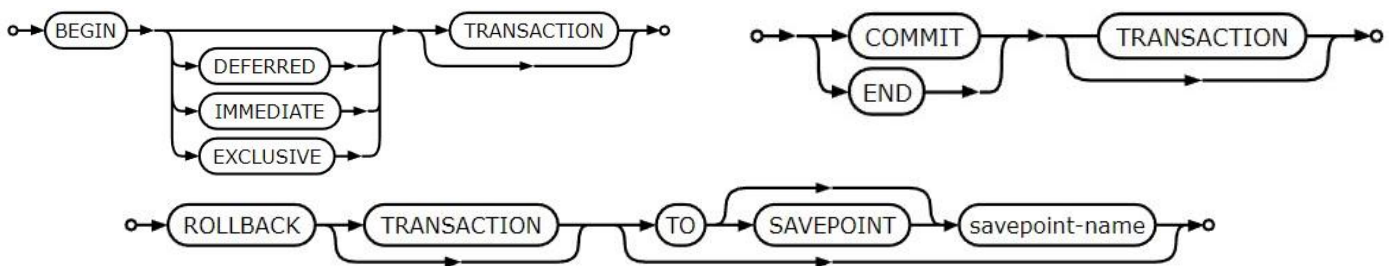 BEGIN
TRANSACTION
DEFERRED
IMMEDIATE
EXCLUSIVE
COMMIT
TRANSACTION
END
ROLLBACK TRANSACTION TO SAVEPOINT savepoint-name